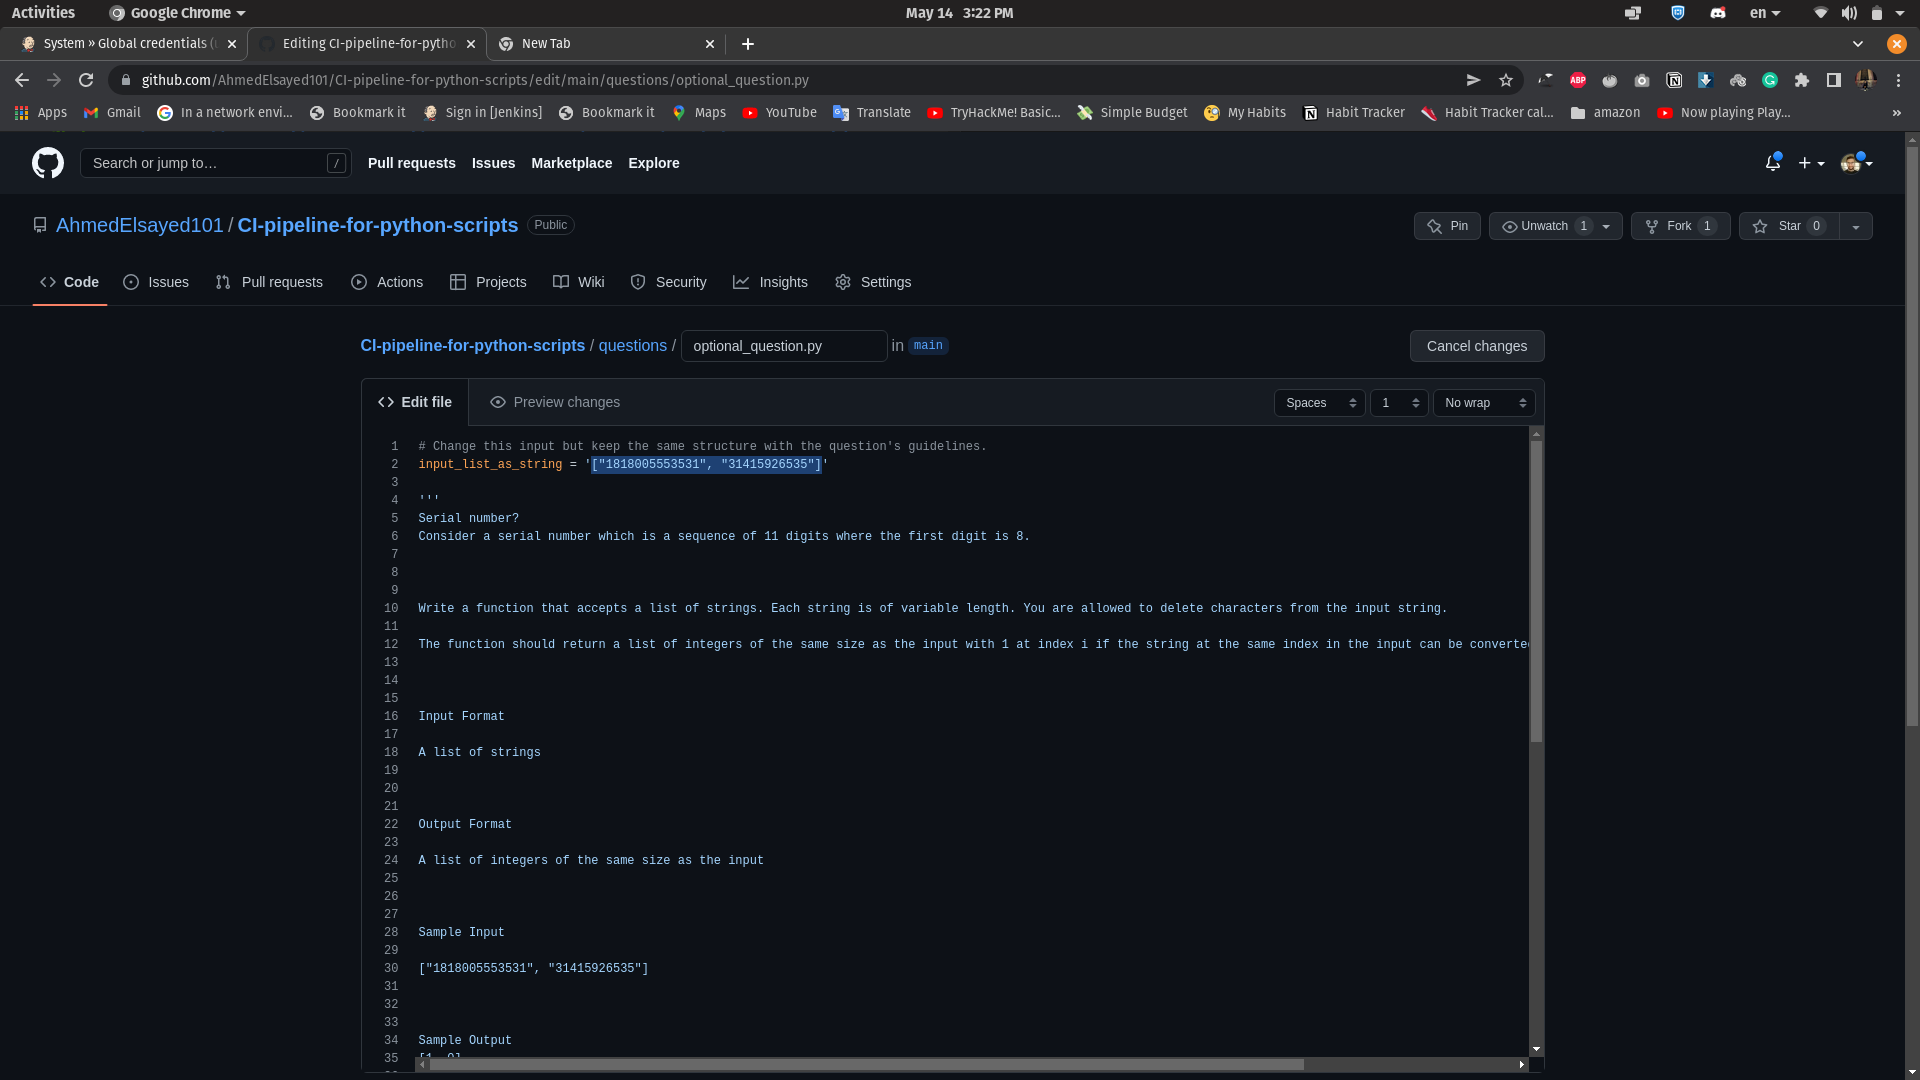 Activities
Google Chrome
May 14 3:22 PM
en
System » Global credentials (
Editing CI-pipeline-for-pytho
New Tab
github.com/AhmedElsayed101/CI-pipeline-for-python-scripts/edit/main/questions/optional_question.py
ABP
Apps
Gmail
In a network envi...
Bookmark it
Sign in [Jenkins]
Bookmark it
Maps
YouTube
Translate
TryHackMe! Basic...
Simple Budget
My Habits
Habit Tracker
Habit Tracker cal...
amazon
Now playing Play...
»
Search or jump to…
/
Pull requests
Issues
Marketplace
Explore
AhmedElsayed101 / CI-pipeline-for-python-scripts
Public
Pin
Unwatch 1
Fork 1
Star 0
Code
Issues
Pull requests
Actions
Projects
Wiki
Security
Insights
Settings
CI-pipeline-for-python-scripts / questions / optional_question.py in main
Cancel changes
Edit file
Preview changes
Spaces
1
No wrap
1 # Change this input but keep the same structure with the question's guidelines.
2 input_list_as_string = '["1818005553531", "31415926535"]'
3
4 '''
5 Serial number?
6 Consider a serial number which is a sequence of 11 digits where the first digit is 8.
7
8
9
10 Write a function that accepts a list of strings. Each string is of variable length. You are allowed to delete characters from the input string.
11
12 The function should return a list of integers of the same size as the input with 1 at index i if the string at the same index in the input can be converted
13
14
15
16 Input Format
17
18 A list of strings
19
20
21
22 Output Format
23
24 A list of integers of the same size as the input
25
26
27
28 Sample Input
29
30 ["1818005553531", "31415926535"]
31
32
33
34 Sample Output
35 [1, 0]